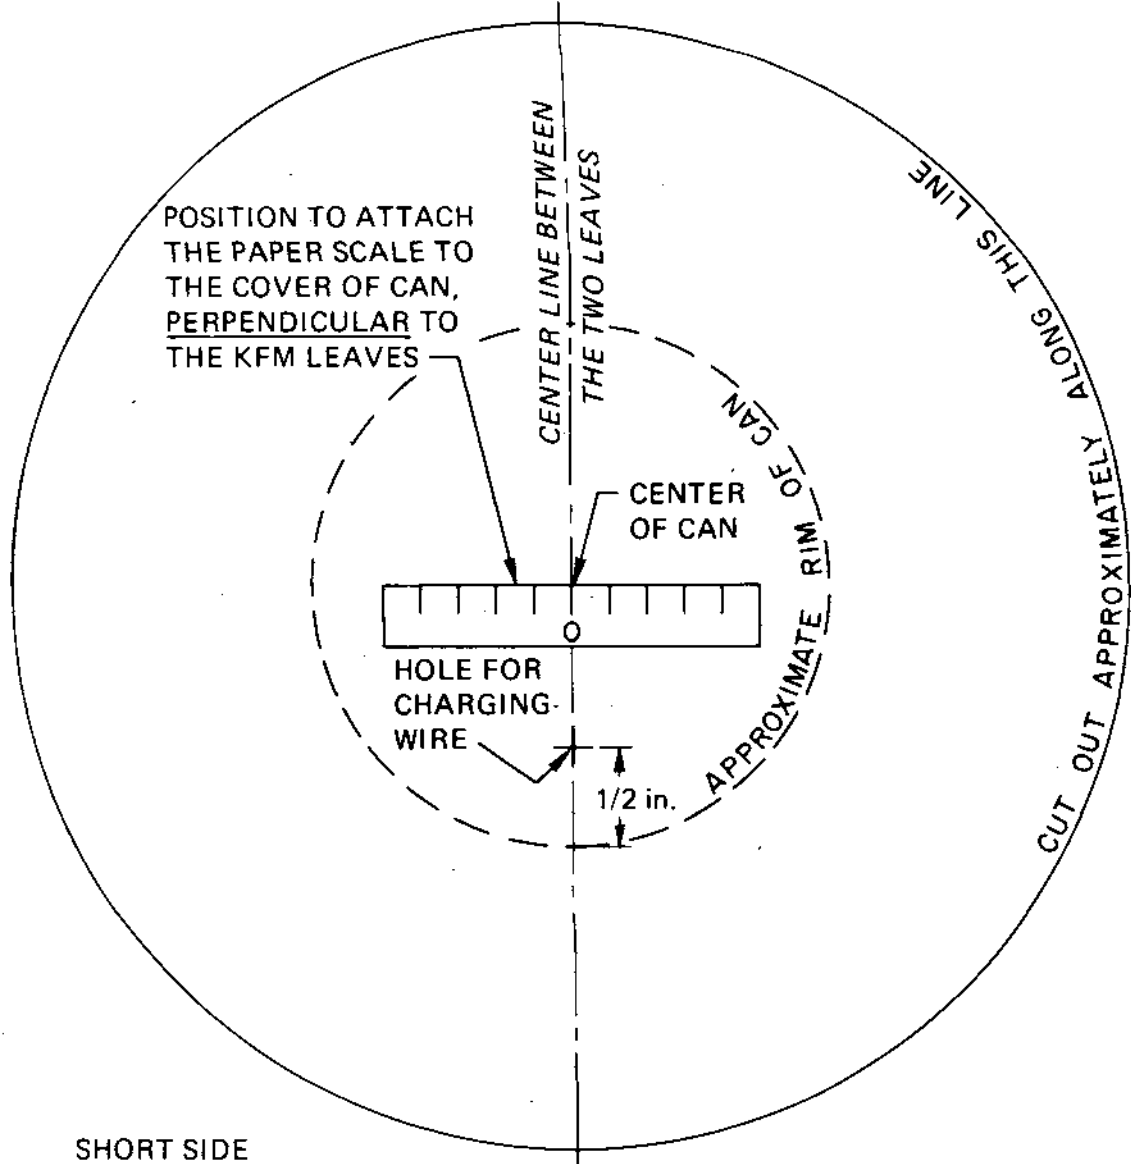 CENTER LINE BETWEEN
THE TWO LEAVES
POSITION TO ATTACH
THE PAPER SCALE TO
THE COVER OF CAN,
PERPENDICULAR TO
THE KFM LEAVES
CUT OUT APPROXIMATELY ALONG THIS LINE
APPROXIMATE RIM OF CAN
CENTER
OF CAN
0
HOLE FOR
CHARGING
WIRE
1/2 in.
SHORT SIDE